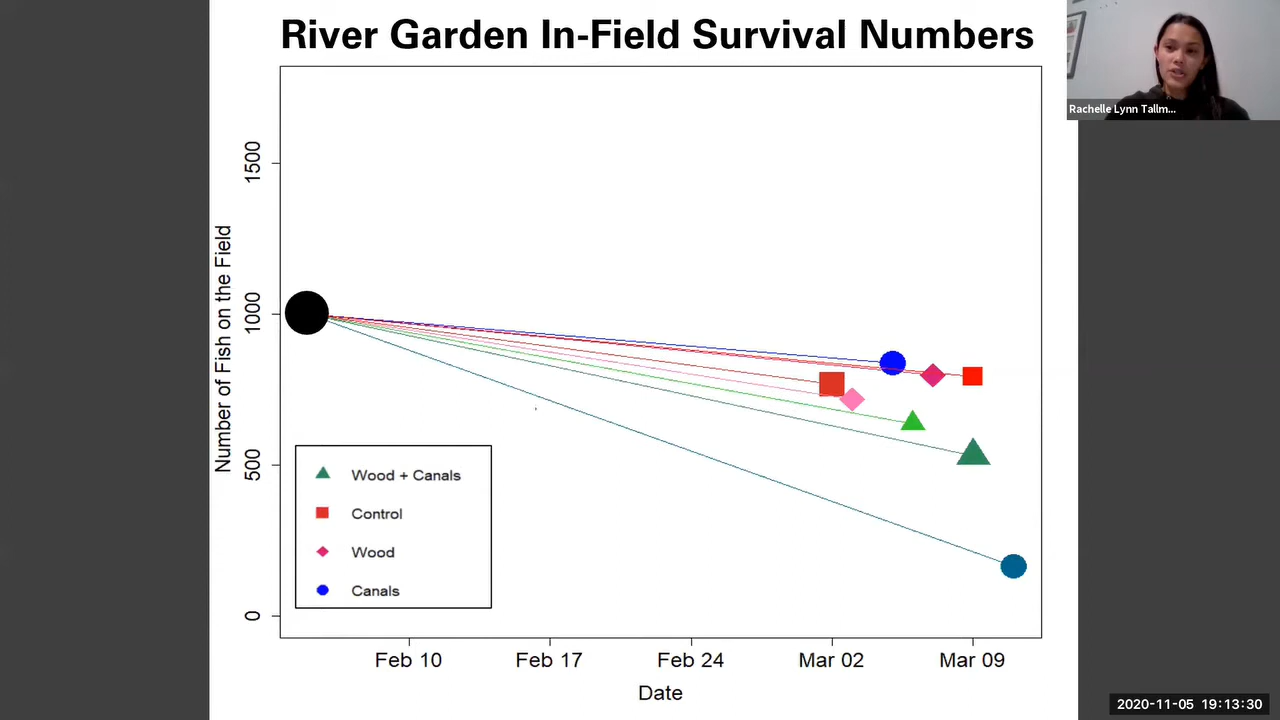 River Garden In-Field Survival Numbers
Rachelle Lynn Tallm...
Number of Fish on the Field
1500
1000
500
0
Wood + Canals
Control
Wood
Canals
Feb 10
Feb 17
Feb 24
Mar 02
Mar 09
Date
2020-11-05 19:13:30